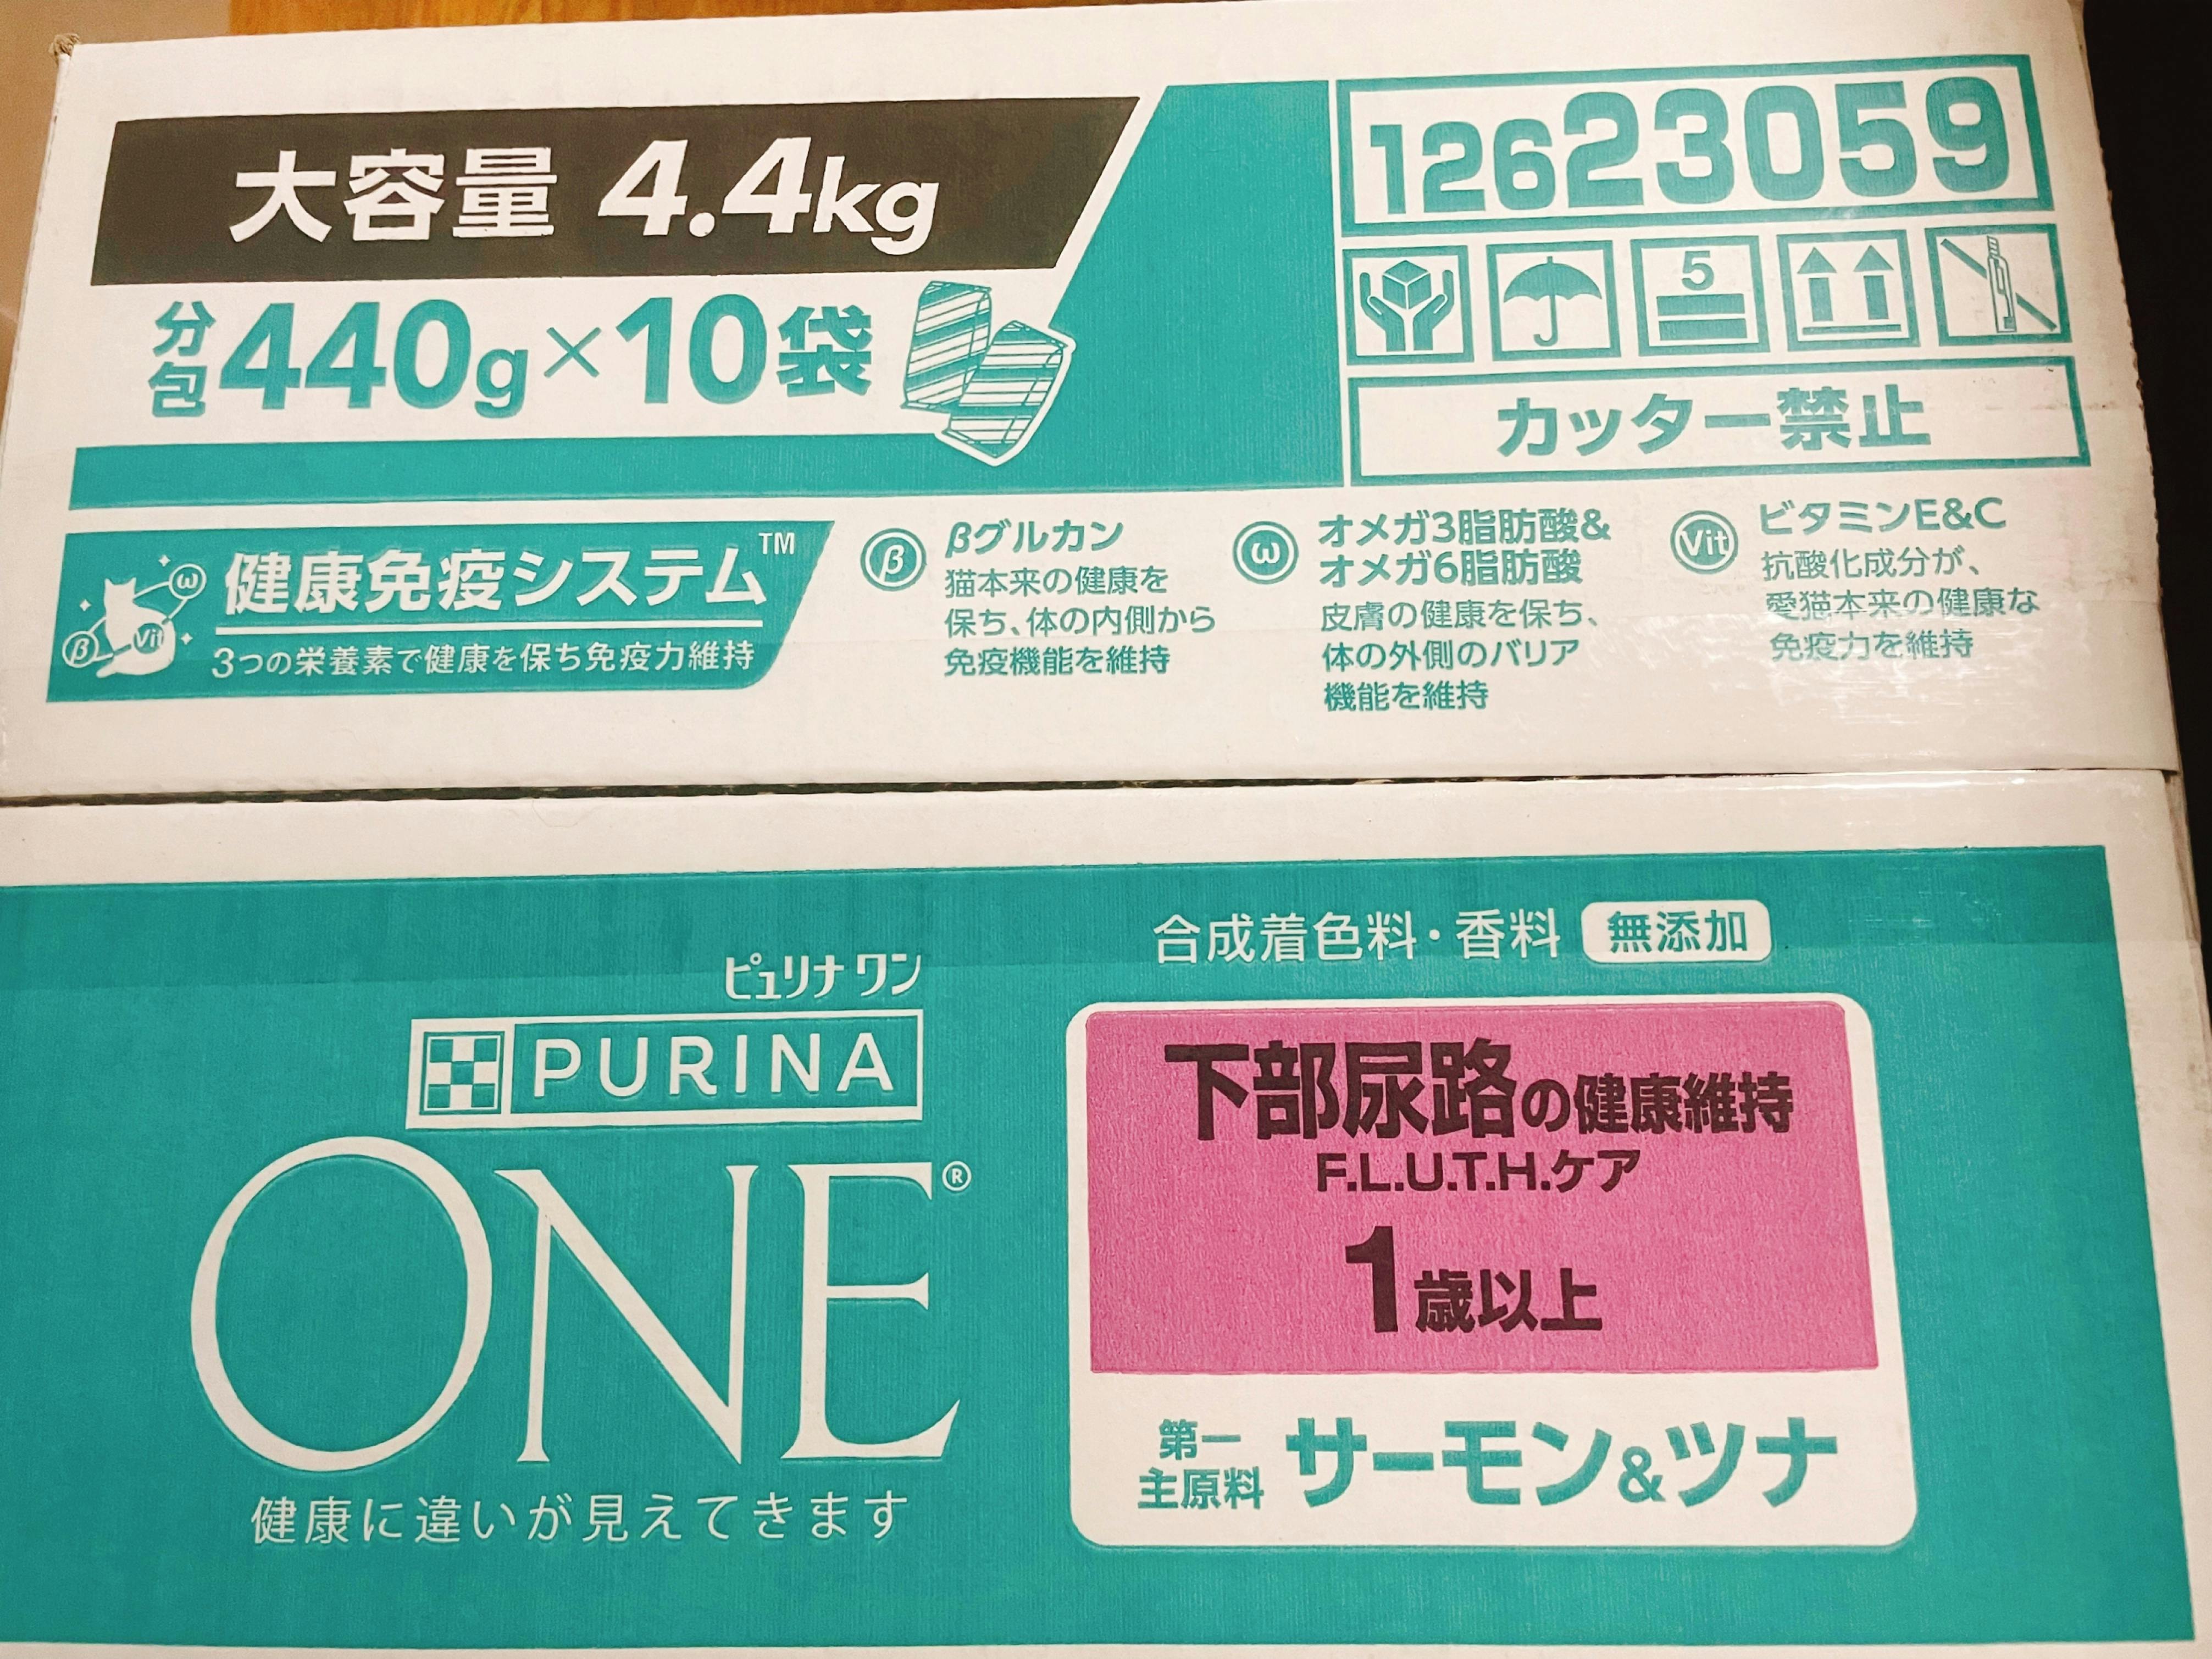 大容量 4.4kg
分包 440g×10袋
12623059
5
カッター禁止
健康免疫システム™
3つの栄養素で健康を保ち免疫力維持
ω
β
Vit
β
βグルカン
猫本来の健康を
保ち、体の内側から
免疫機能を維持
ω
オメガ3脂肪酸&
オメガ6脂肪酸
皮膚の健康を保ち、
体の外側のバリア
機能を維持
Vit
ビタミンE&C
抗酸化成分が、
愛猫本来の健康な
免疫力を維持
ピュリナ ワン
PURINA
ONE®
健康に違いが見えてきます
合成着色料・香料 無添加
下部尿路の健康維持
F.L.U.T.H.ケア
1歳以上
第一
主原料
サーモン&ツナ